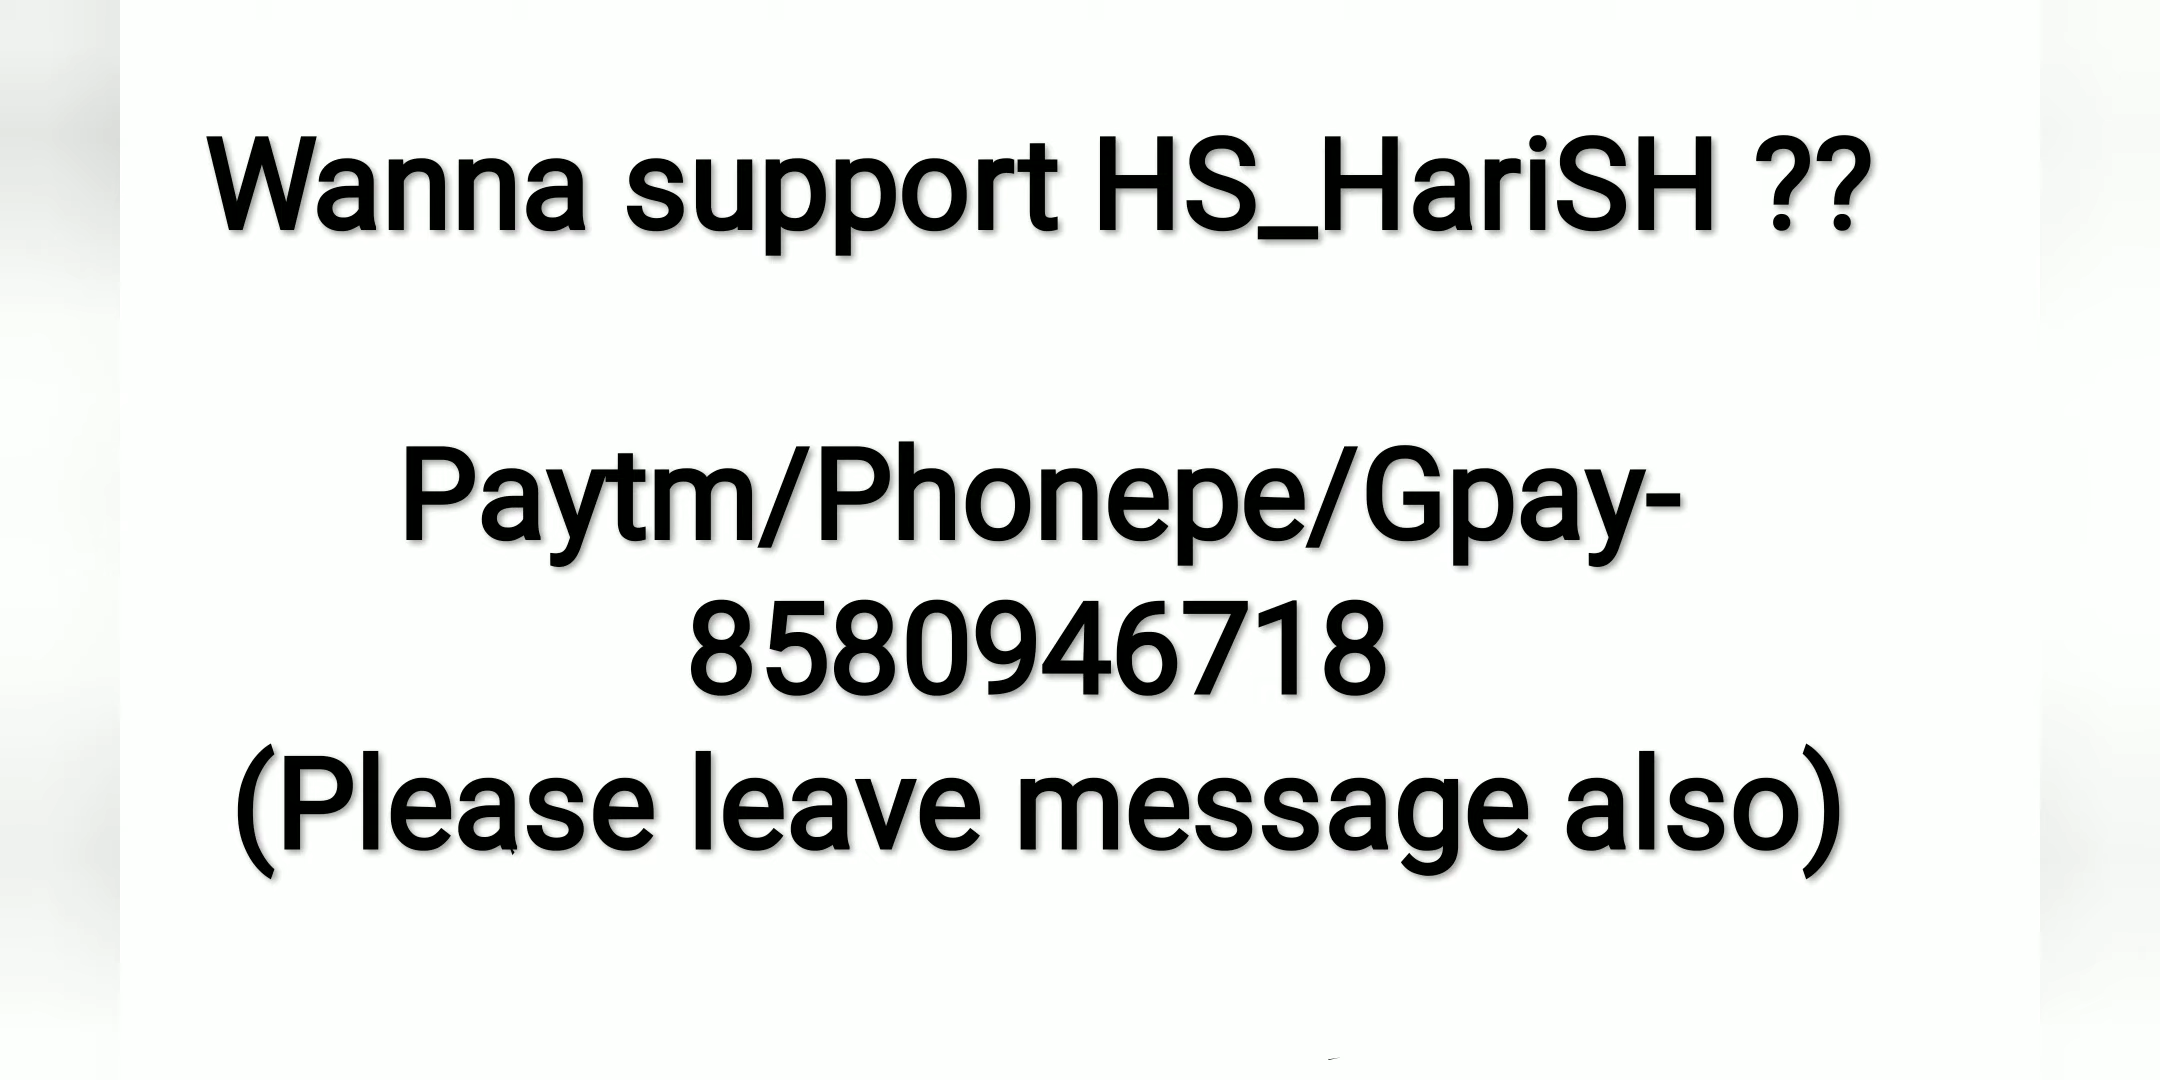 Wanna support HS_HariSH ??
Paytm/Phonepe/Gpay-
8580946718
(Please leave message also)